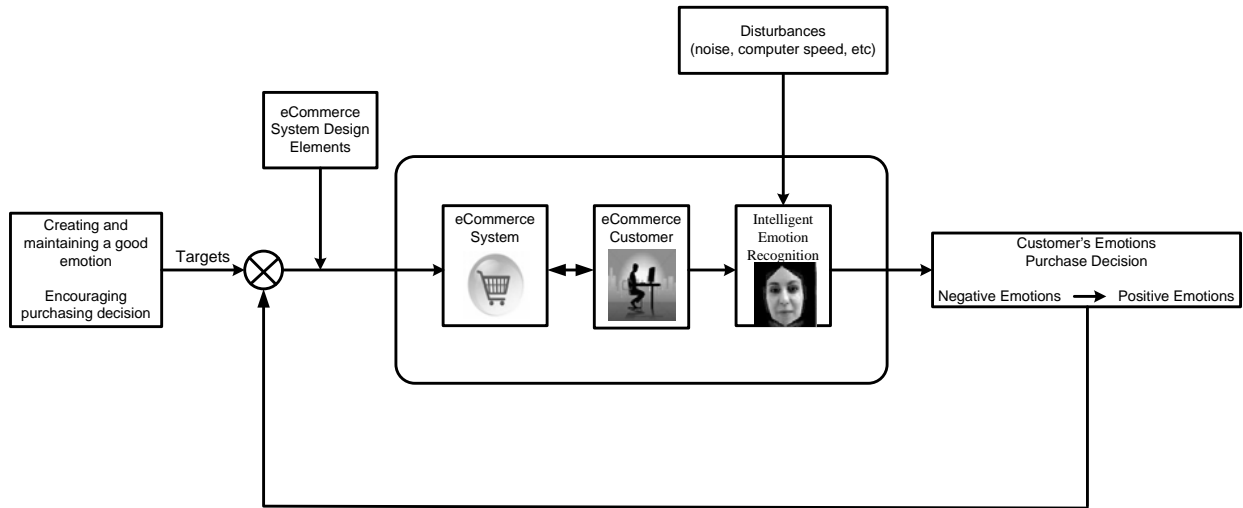 Disturbances
(noise, computer speed, etc)
eCommerce
System Design
Elements
Creating and
maintaining a good
emotion
Encouraging
purchasing decision
Targets
eCommerce
System
eCommerce
Customer
Intelligent
Emotion
Recognition
Customer’s Emotions
Purchase Decision
Negative Emotions
Positive Emotions